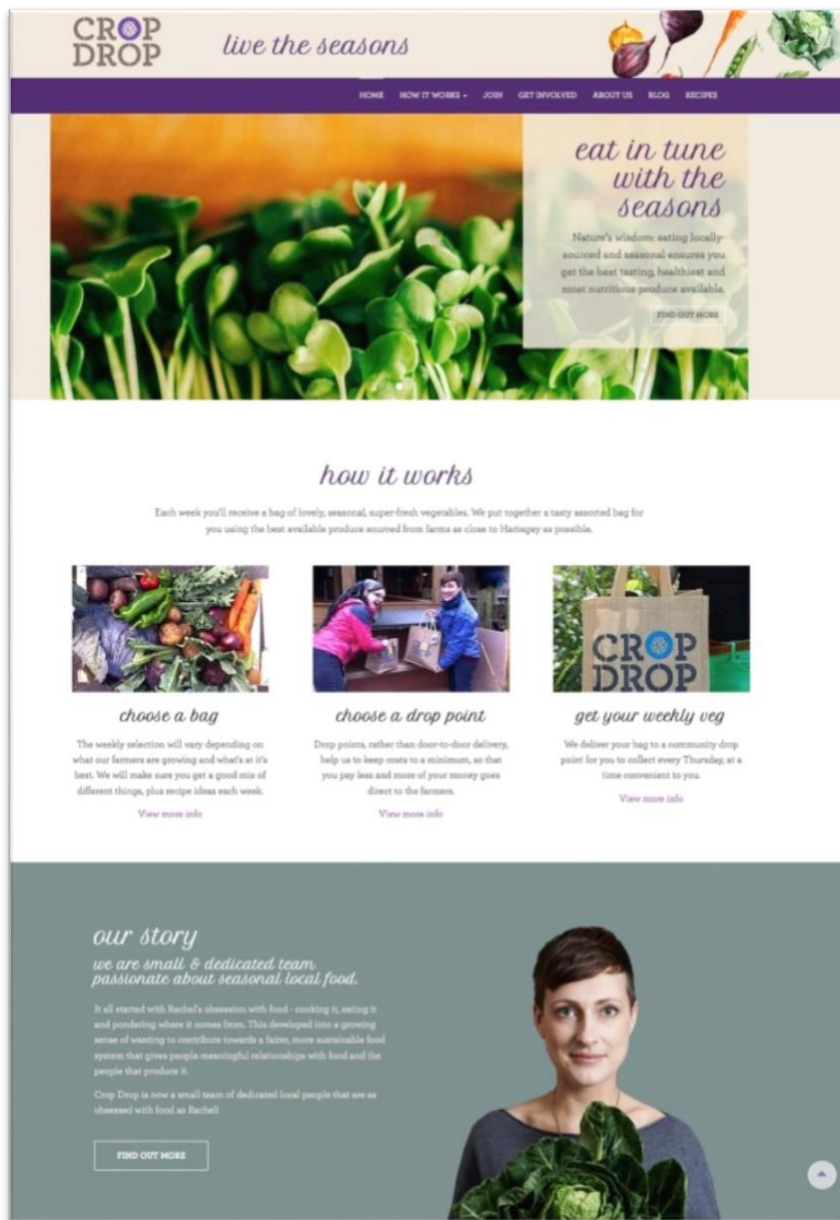 CROP
DROP
live the seasons
HOME HOW IT WORKS JOIN GET INVOLVED ABOUT US BLOG RECIPES
eat in tune
with the
seasons
Nature's wisdom: eating locally-
sourced and seasonal ensures you
get the best tasting, healthiest and
most nutritious produce available.
FIND OUT MORE
how it works
Each week you'll receive a bag of lovely, seasonal, super-fresh vegetables. We put together a tasty assorted bag for
you using the best available produce sourced from farms as close to Haringey as possible.
CROP
DROP
choose a bag
The weekly selection will vary depending on
what our farmers are growing and what's at it's
best. We will make sure you get a good mix of
different things, plus recipe ideas each week.
View more info
choose a drop point
Drop points, rather than door-to-door delivery,
help us to keep costs to a minimum, so that
you pay less and more of your money goes
direct to the farmers.
View more info
get your weekly veg
We deliver your bag to a community drop
point for you to collect every Thursday, at a
time convenient to you.
View more info
our story
we are small & dedicated team
passionate about seasonal local food.
It all started with Rachel's obsession with food - cooking it, eating it
and pondering where it comes from. This developed into a growing
sense of wanting to contribute towards a fairer, more sustainable food
system that gives people meaningful relationships with food and the
people that produce it.
Crop Drop is now a small team of dedicated local people that are as
obsessed with food as Rachel!
FIND OUT MORE